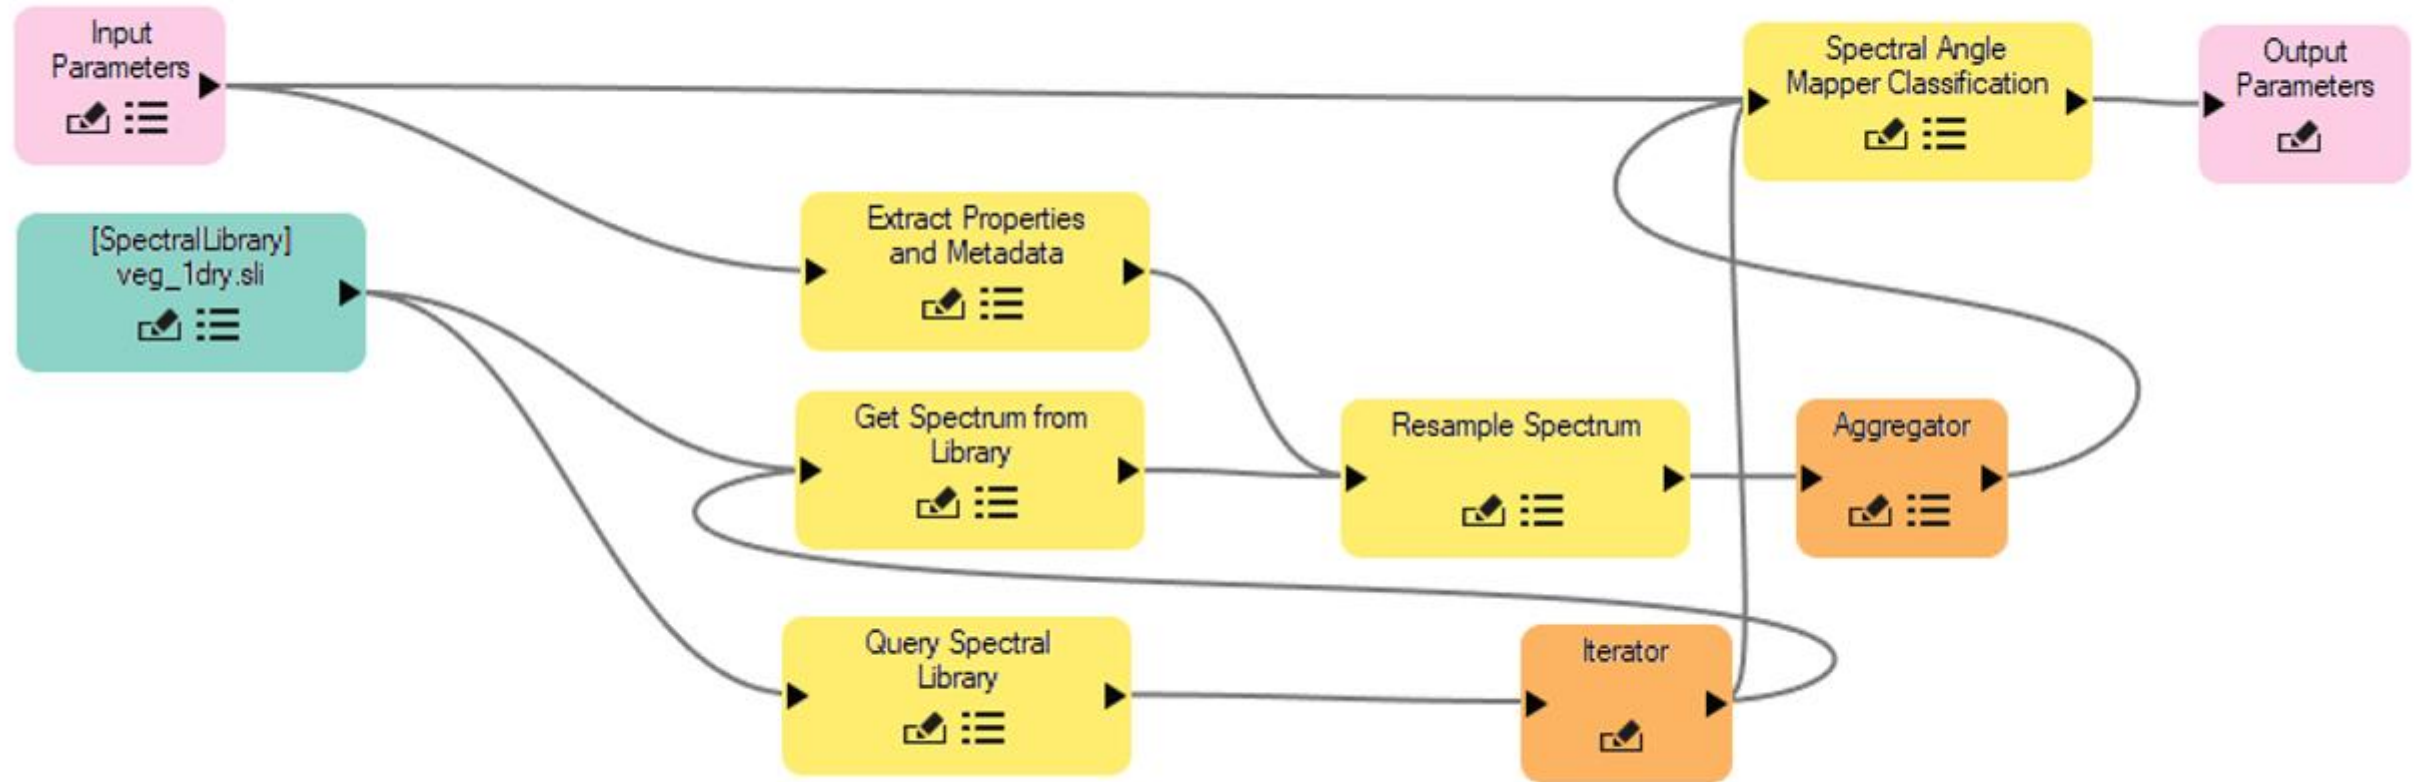 Input
Parameters
Spectral Angle
Mapper Classification
Output
Parameters
[SpectralLibrary]
veg_1dry.sli
Extract Properties
and Metadata
Get Spectrum from
Library
Resample Spectrum
Aggregator
Query Spectral
Library
Iterator